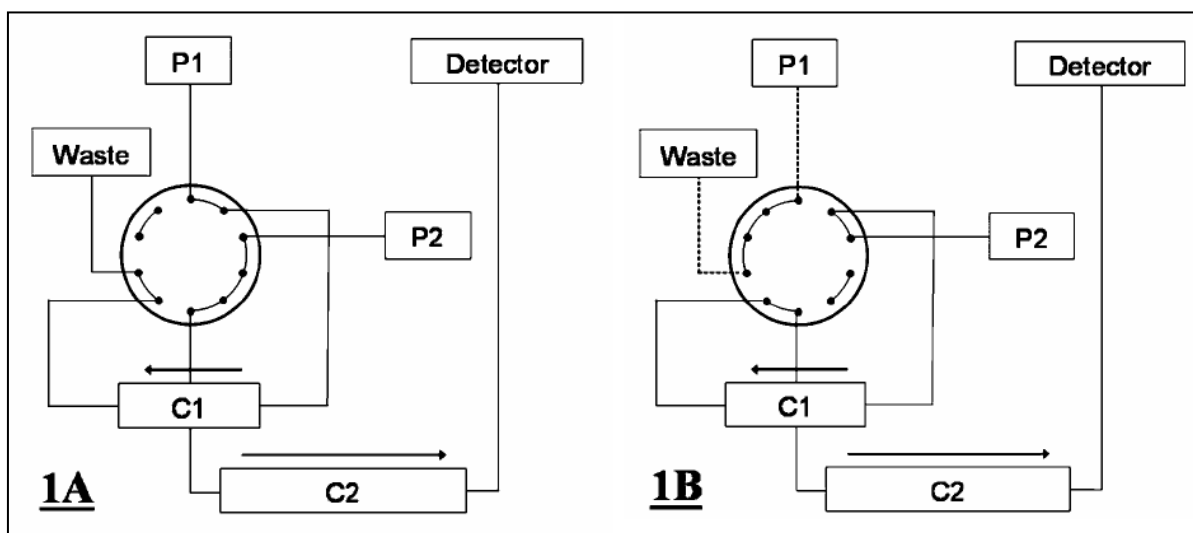 P1
Detector
Waste
P2
C1
C2
1A
P1
Detector
Waste
P2
C1
C2
1B